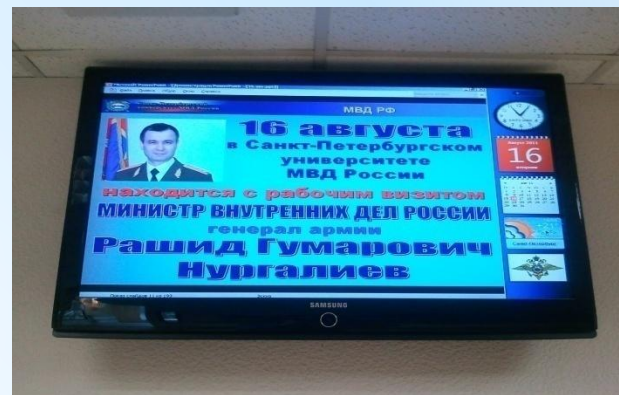 МВД РФ
16 августа
в Санкт-Петербургском
университете
МВД России
находится с рабочим визитом
МИНИСТР ВНУТРЕННИХ ДЕЛ РОССИИ
генерал армии
Рашид Гумарович
Нургалиев
16
SAMSUNG